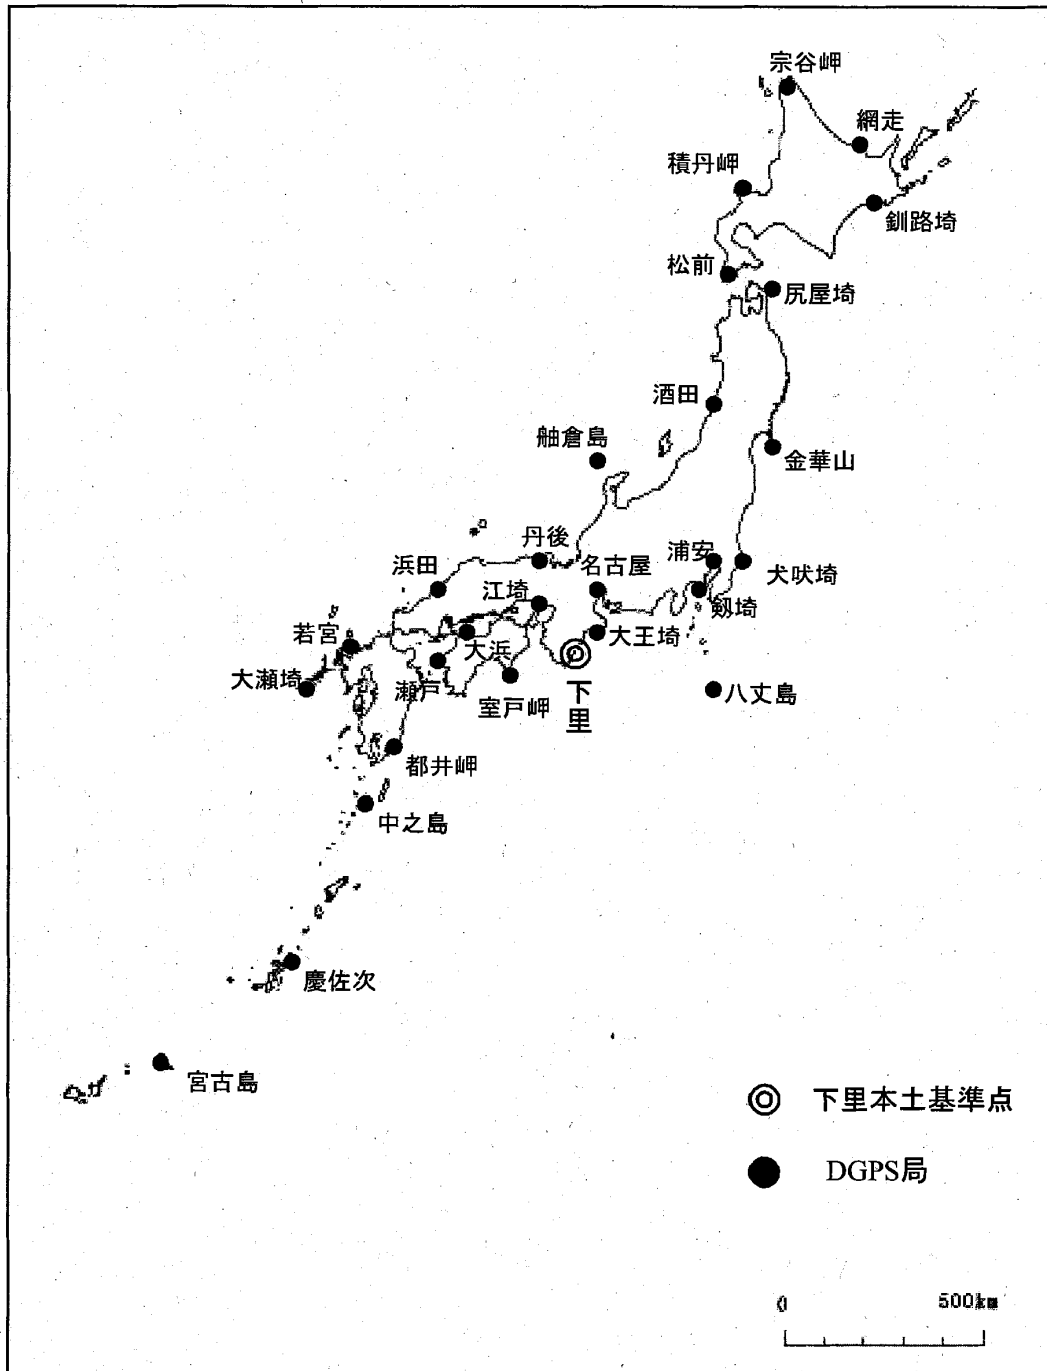 宗谷岬
網走
積丹岬
釧路埼
松前
尻屋埼
酒田
舳倉島
金華山
丹後
浦安
浜田
名古屋
犬吠埼
江埼
剱埼
若宮
大王埼
大浜
大瀬埼
瀬戸
室戸岬
下里
八丈島
都井岬
中之島
慶佐次
宮古島
下里本土基準点
DGPS局
0 500km